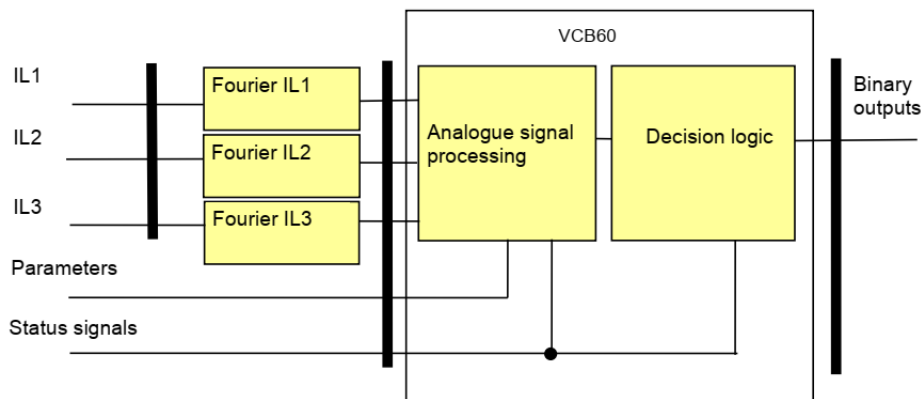 VCB60
IL1
Fourier IL1
IL2
Fourier IL2
IL3
Fourier IL3
Analogue signal
processing
Decision logic
Binary
outputs
Parameters
Status signals